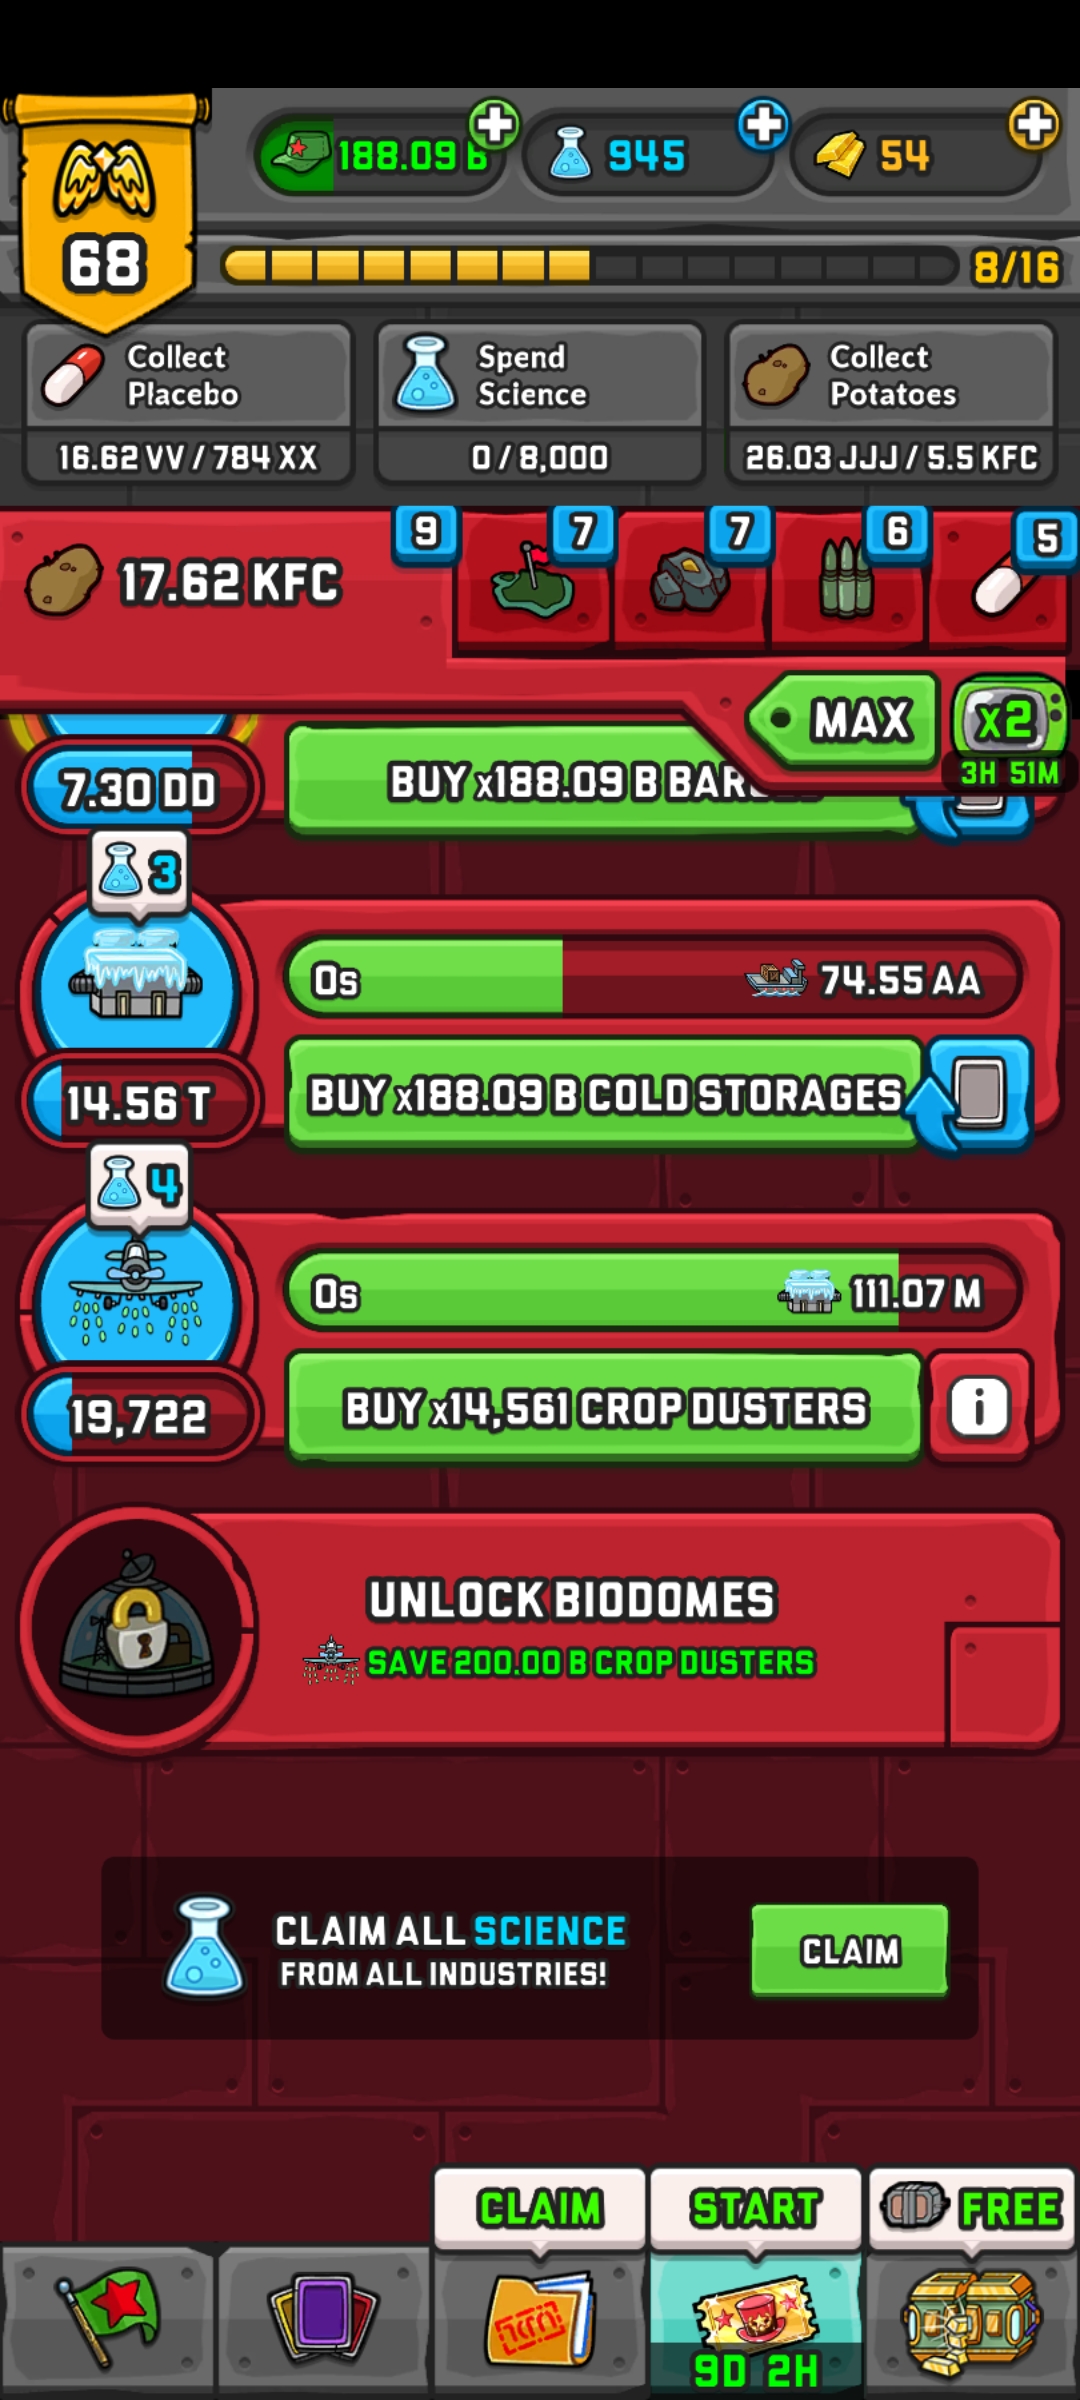 188.09 B
945
54
68
8/16
Collect
Placebo
16.62 VV / 784 XX
Spend
Science
0 / 8,000
Collect
Potatoes
26.03 JJJ / 5.5 KFC
17.62 KFC
9
7
7
6
5
MAX
x2
3H 51M
7.30 DD
BUY x188.09 B
3
0s
74.55 AA
14.56 T
BUY x188.09 B COLD STORAGES
4
0s
111.07 M
19,722
BUY x14,561 CROP DUSTERS
i
UNLOCK BIODOMES
SAVE 200.00 B CROP DUSTERS
CLAIM ALL SCIENCE
FROM ALL INDUSTRIES!
CLAIM
CLAIM
START
FREE
9D 2H